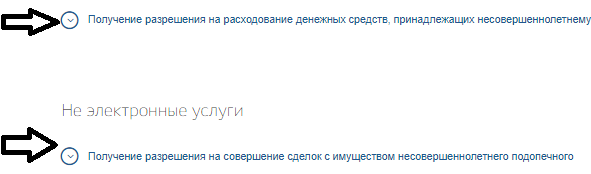 Получение разрешения на расходование денежных средств, принадлежащих несовершеннолетнему
Не электронные услуги
Получение разрешения на совершение сделок с имуществом несовершеннолетнего подопечного